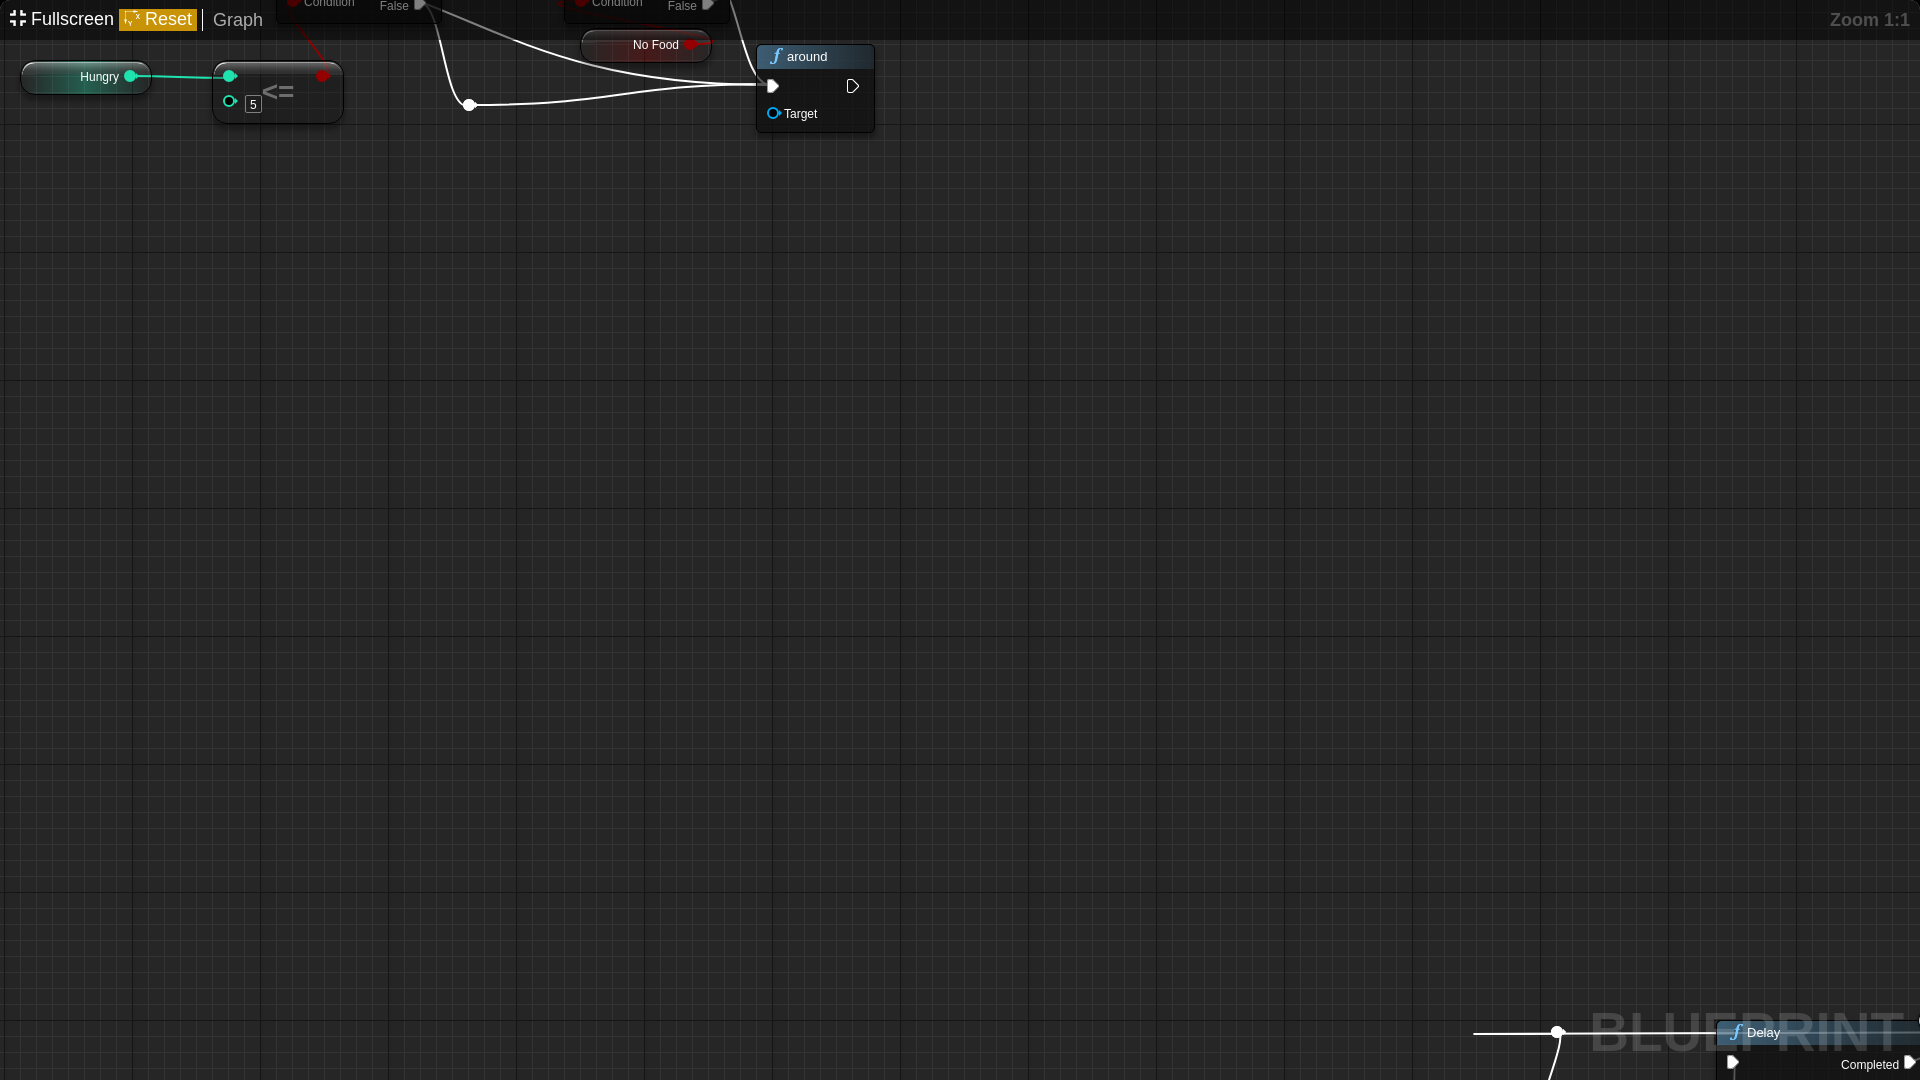 Fullscreen Reset Graph
Zoom 1:1
Condition
False
Condition
False
No Food
around
Target
Hungry
5
<=
BLUEPRINT
Delay
Completed